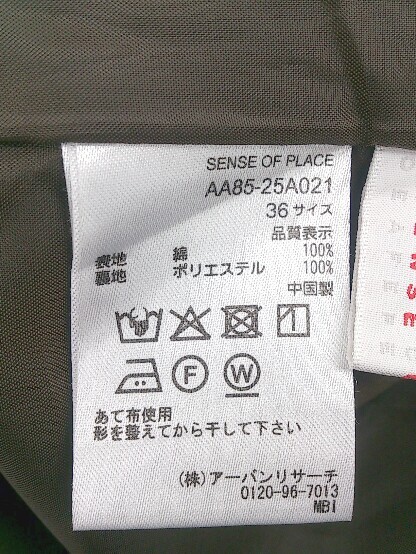 SENSE OF PLACE
AA85-25A021
36 サイズ
品質表示
表地 綿 100%
裏地 ポリエステル 100%
中国製
F W
あて布使用
形を整えてから干して下さい
(株)アーバンリサーチ
0120-96-7013
MBI